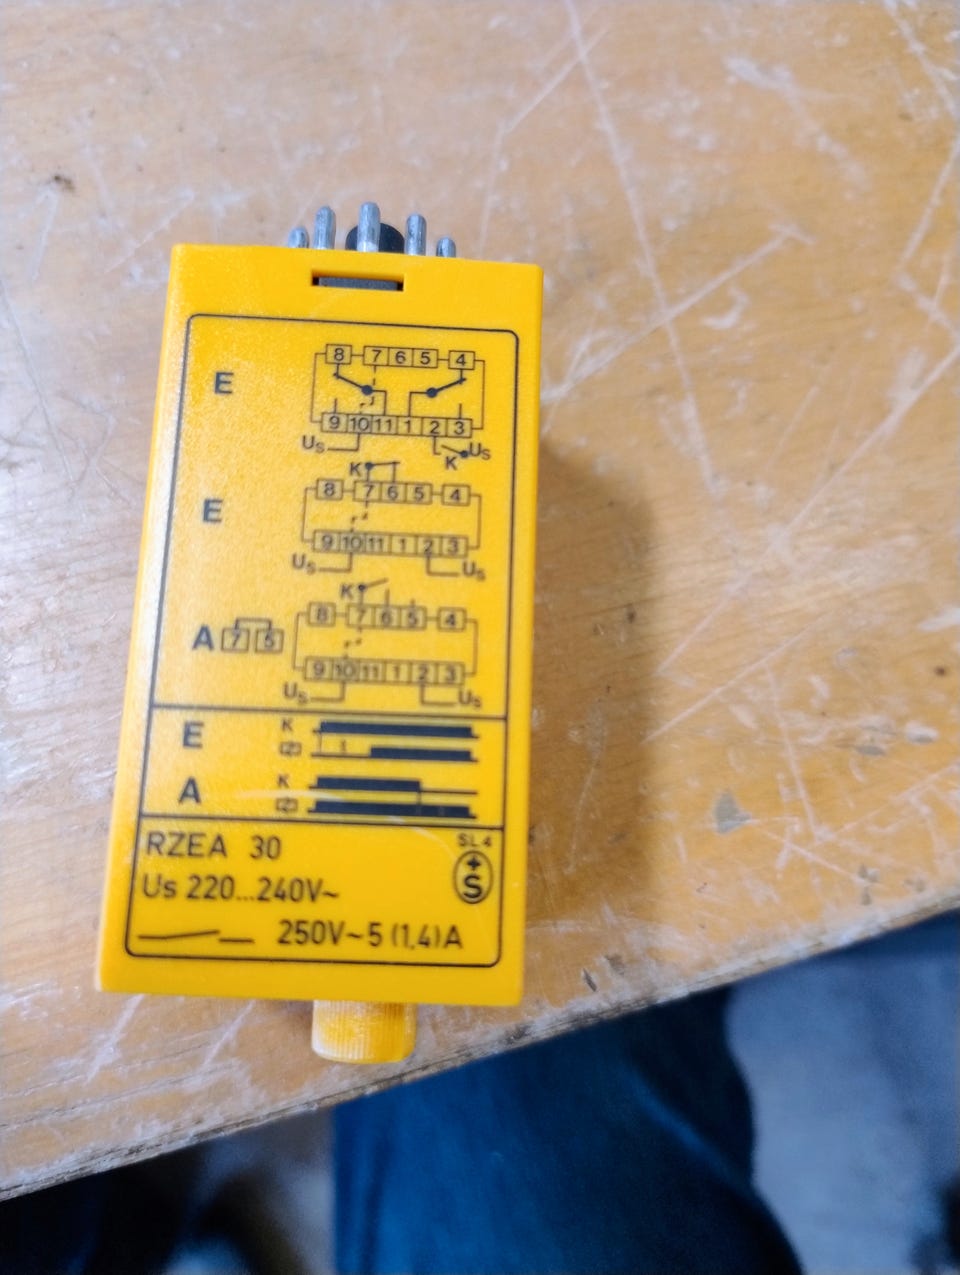 E
8 7 6 5 4
9 10 11 1 2 3
Us K Us
E
K
8 7 6 5 4
9 10 11 1 2 3
Us Us
A 7 5
K
8 7 6 5 4
9 10 11 1 2 3
Us Us
E K
t
A K
RZEA 30 SL4
Us 220...240V~ +S
250V~5(1,4)A